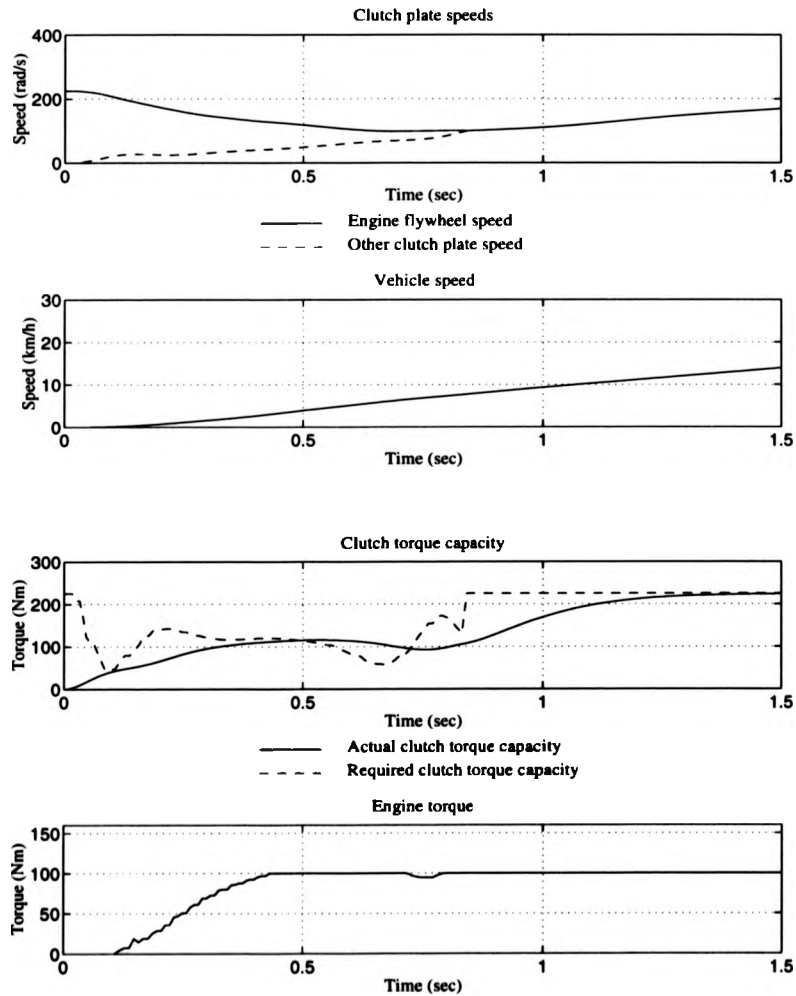 Clutch plate speeds
Speed (rad/s)
400
200
0
0 0.5 1 1.5
Time (sec)
Engine flywheel speed
Other clutch plate speed
Vehicle speed
Speed (km/h)
30
20
10
0
0 0.5 1 1.5
Time (sec)
Clutch torque capacity
Torque (Nm)
300
200
100
0
0 0.5 1 1.5
Time (sec)
Actual clutch torque capacity
Required clutch torque capacity
Engine torque
Torque (Nm)
150
100
50
0
0 0.5 1 1.5
Time (sec)